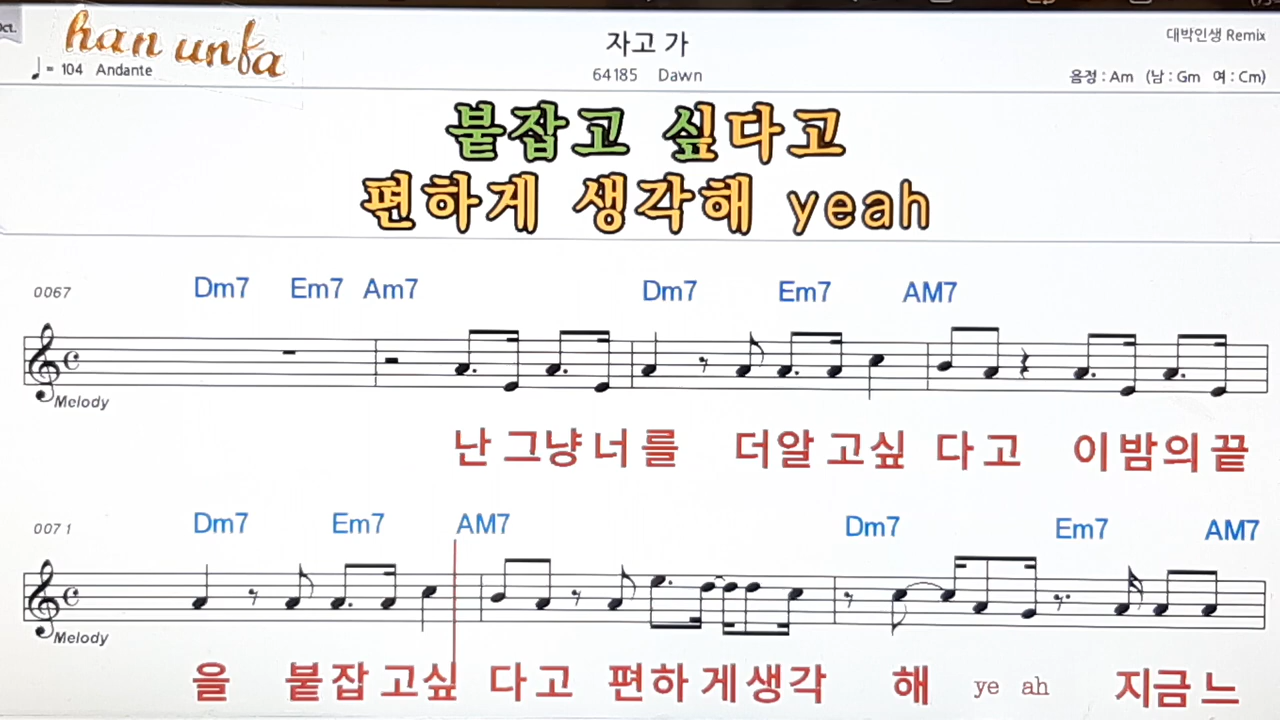 han unfa
자고 가
대박인생 Remix
♩= 104 Andante
64185 Dawn
음정 : Am (남 : Gm 여 : Cm)
붙잡고 싶다고
편하게 생각해 yeah
0067 Dm7 Em7 Am7 Dm7 Em7 AM7
Melody
난 그냥 너 를 더알 고싶 다 고 이 밤의 끝
0071 Dm7 Em7 AM7 Dm7 Em7 AM7
Melody
을 붙잡 고싶 다 고 편하 게생각 해 ye ah 지금 느